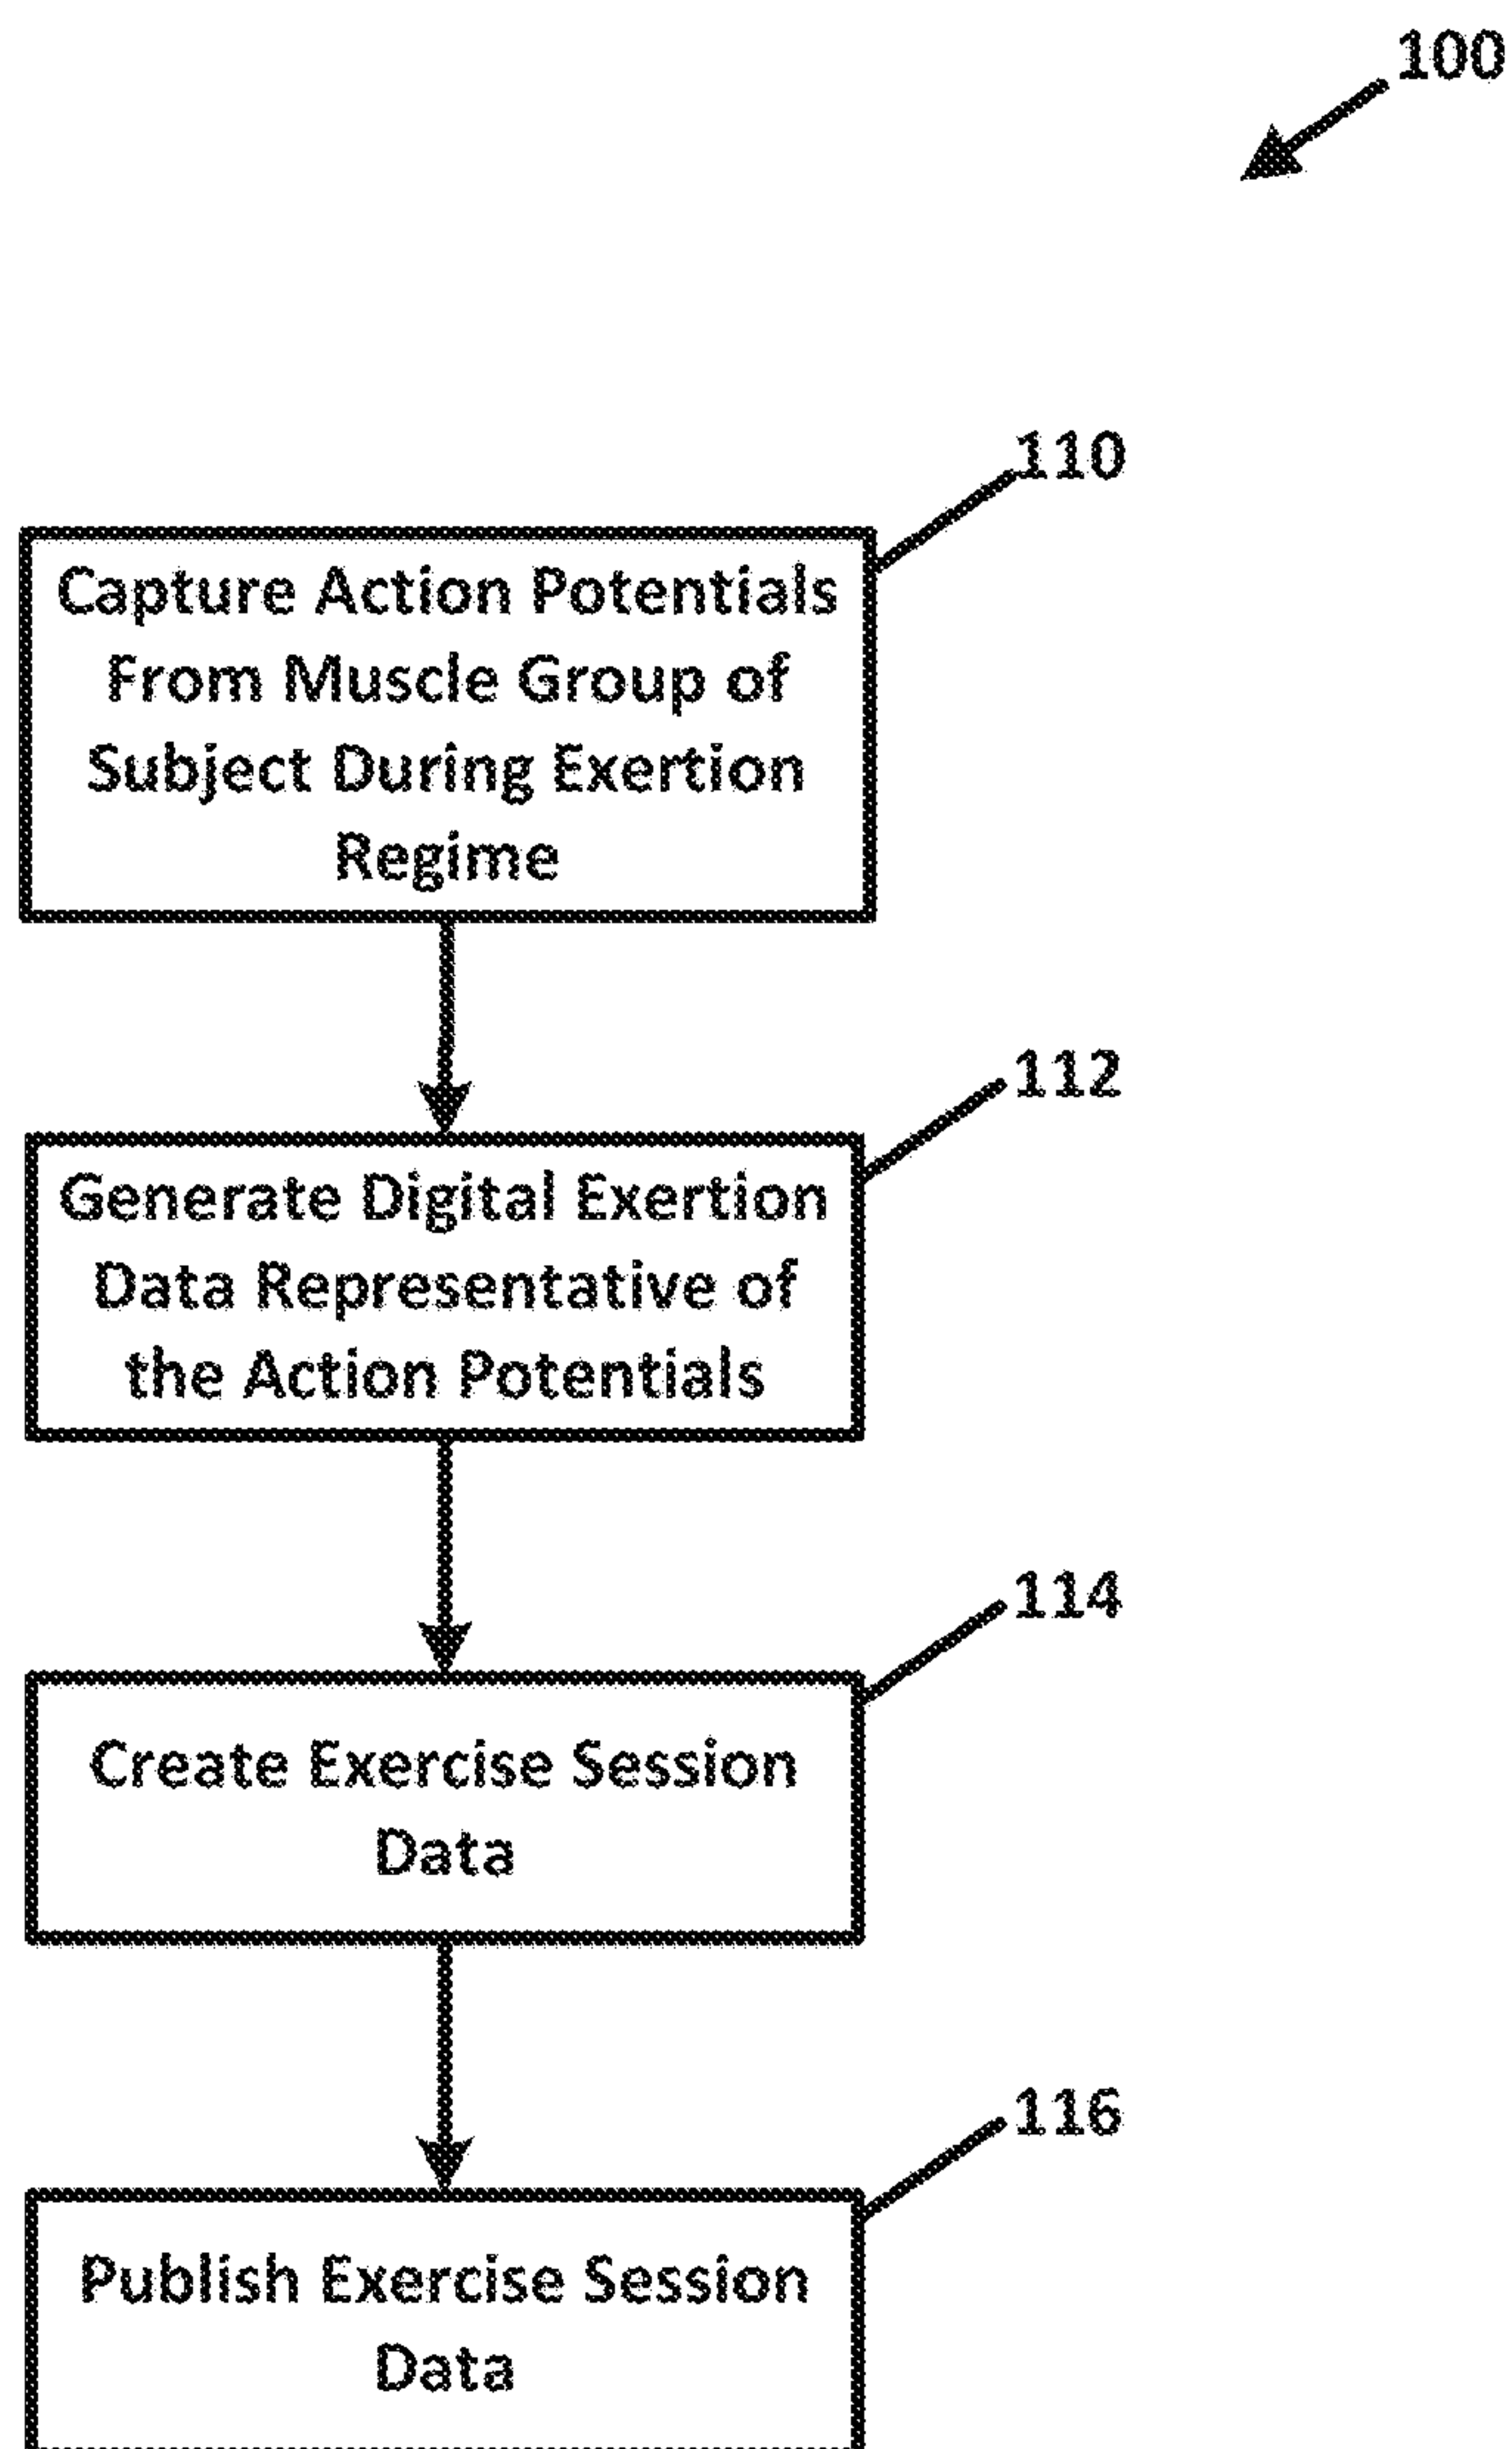 100
110
Capture Action Potentials
From Muscle Group of
Subject During Exertion
Regime
112
Generate Digital Exertion
Data Representative of
the Action Potentials
114
Create Exercise Session
Data
116
Publish Exercise Session
Data